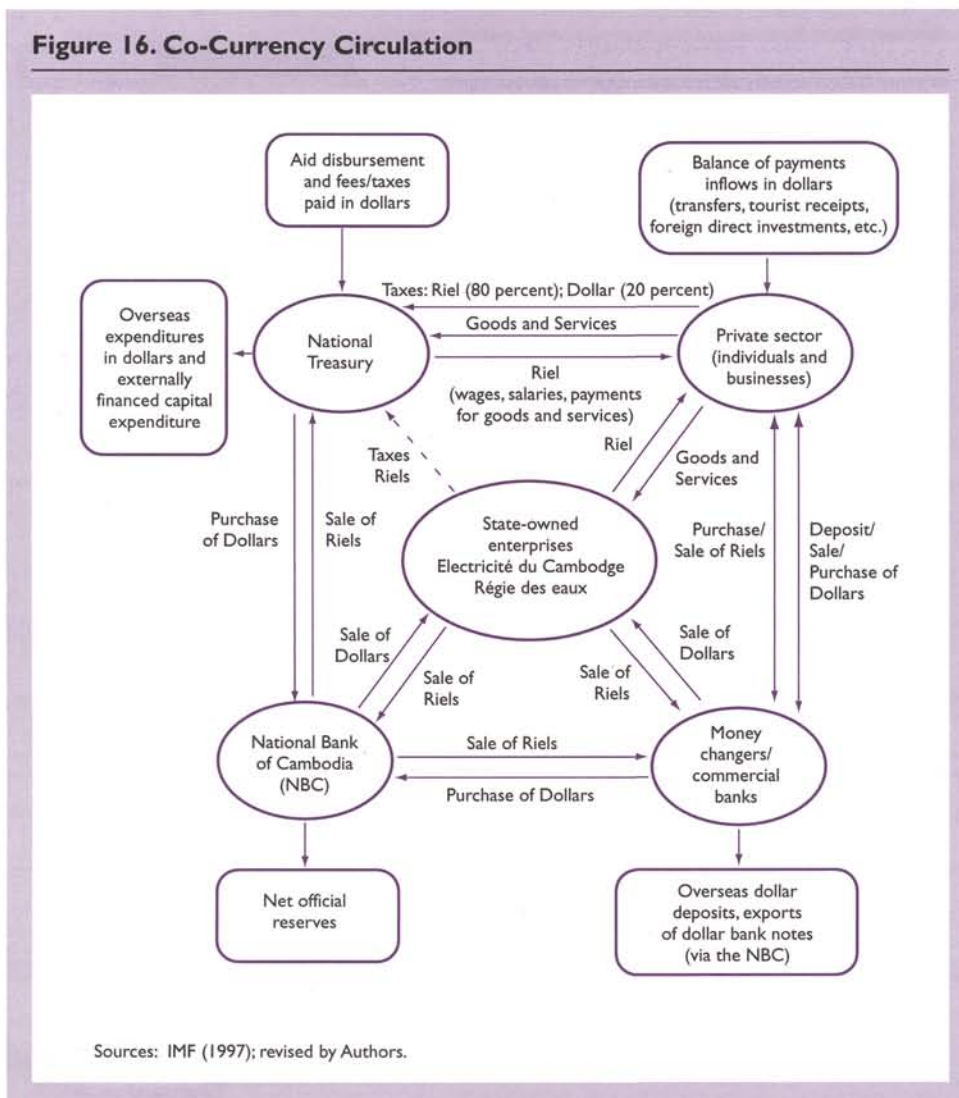 Figure 16. Co-Currency Circulation
Aid disbursement
and fees/taxes
paid in dollars
Balance of payments
inflows in dollars
(transfers, tourist receipts,
foreign direct investments, etc.)
Taxes: Riel (80 percent); Dollar (20 percent)
Goods and Services
Overseas
expenditures
in dollars and
externally
financed capital
expenditure
National
Treasury
Private sector
(individuals and
businesses)
Riel
(wages, salaries, payments
for goods and services)
Riel
Goods and
Services
Taxes
Riels
Purchase
of Dollars
Sale of
Riels
State-owned
enterprises
Electricité du Cambodge
Régie des eaux
Purchase/
Sale of Riels
Deposit/
Sale/
Purchase of
Dollars
Sale of
Dollars
Sale of
Riels
Sale of
Riels
Sale of
Dollars
National Bank
of Cambodia
(NBC)
Sale of Riels
Purchase of Dollars
Money
changers/
commercial
banks
Net official
reserves
Overseas dollar
deposits, exports
of dollar bank notes
(via the NBC)
Sources: IMF (1997); revised by Authors.